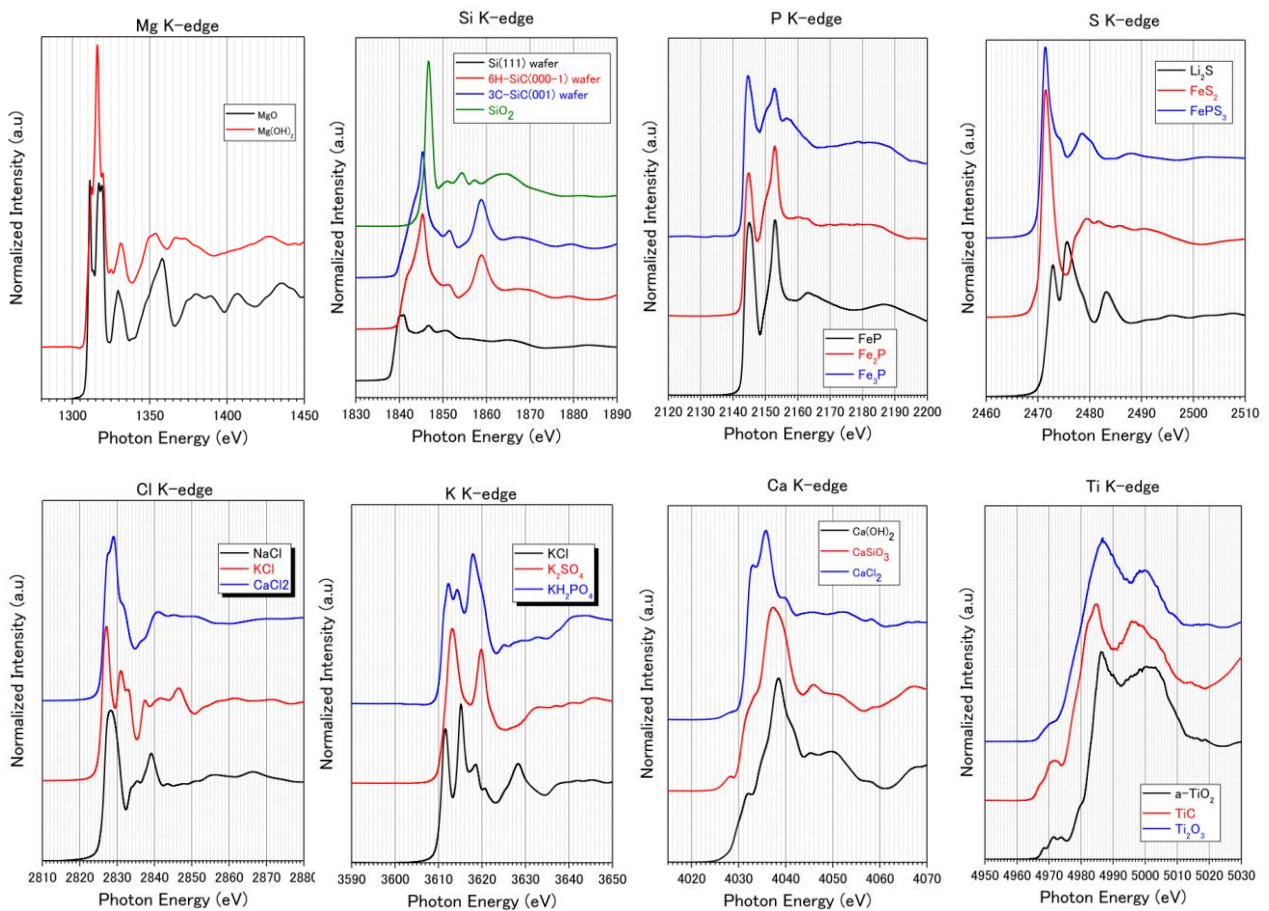 Mg K-edge
Normalized Intensity (a.u)
MgO
Mg(OH)₂
1300 1350 1400 1450
Photon Energy (eV)
Si K-edge
Normalized Intensity (a.u)
Si(111) wafer
6H-SiC(000-1) wafer
3C-SiC(001) wafer
SiO₂
1830 1840 1850 1860 1870 1880 1890
Photon Energy (eV)
P K-edge
Normalized Intensity (a.u)
FeP
Fe₂P
Fe₃P
2120 2130 2140 2150 2160 2170 2180 2190 2200
Photon Energy (eV)
S K-edge
Normalized Intensity (a.u)
Li₂S
FeS₂
FePS₃
2460 2470 2480 2490 2500 2510
Photon Energy (eV)
Cl K-edge
Normalized Intensity (a.u)
NaCl
KCl
CaCl2
2810 2820 2830 2840 2850 2860 2870 2880
Photon Energy (eV)
K K-edge
Normalized Intensity (a.u)
KCl
K₂SO₄
KH₂PO₄
3590 3600 3610 3620 3630 3640 3650
Photon Energy (eV)
Ca K-edge
Normalized Intensity (a.u)
Ca(OH)₂
CaSiO₃
CaCl₂
4020 4030 4040 4050 4060 4070
Photon Energy (eV)
Ti K-edge
Normalized Intensity (a.u)
a-TiO₂
TiC
Ti₂O₃
4950 4960 4970 4980 4990 5000 5010 5020 5030
Photon Energy (eV)